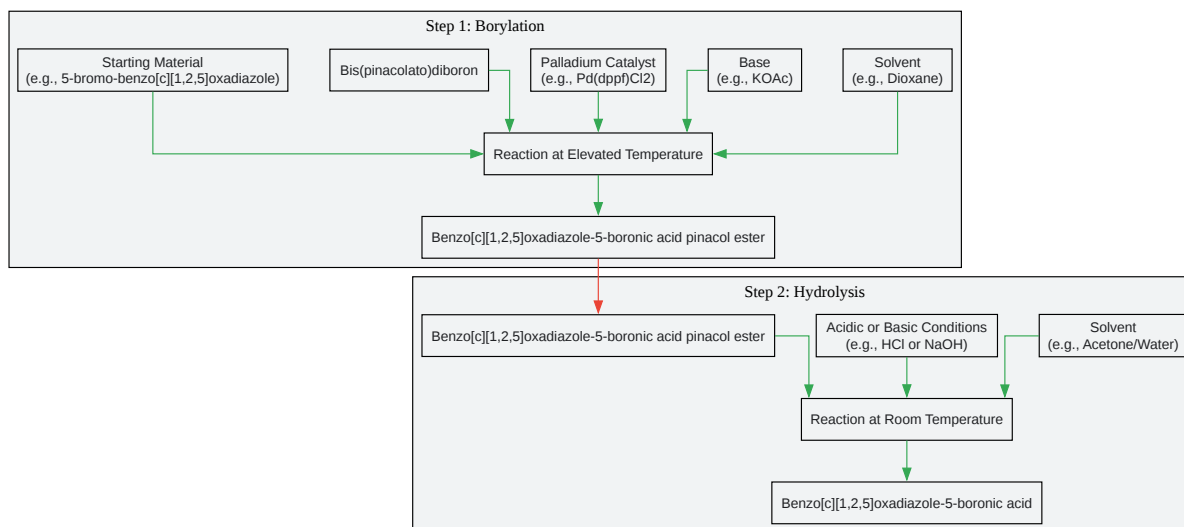 Step 1: Borylation
Starting Material
(e.g., 5-bromo-benzo[c][1,2,5]oxadiazole)
Bis(pinacolato)diboron
Palladium Catalyst
(e.g., Pd(dppf)Cl2)
Base
(e.g., KOAc)
Solvent
(e.g., Dioxane)
Reaction at Elevated Temperature
Benzo[c][1,2,5]oxadiazole-5-boronic acid pinacol ester
Step 2: Hydrolysis
Benzo[c][1,2,5]oxadiazole-5-boronic acid pinacol ester
Acidic or Basic Conditions
(e.g., HCl or NaOH)
Solvent
(e.g., Acetone/Water)
Reaction at Room Temperature
Benzo[c][1,2,5]oxadiazole-5-boronic acid